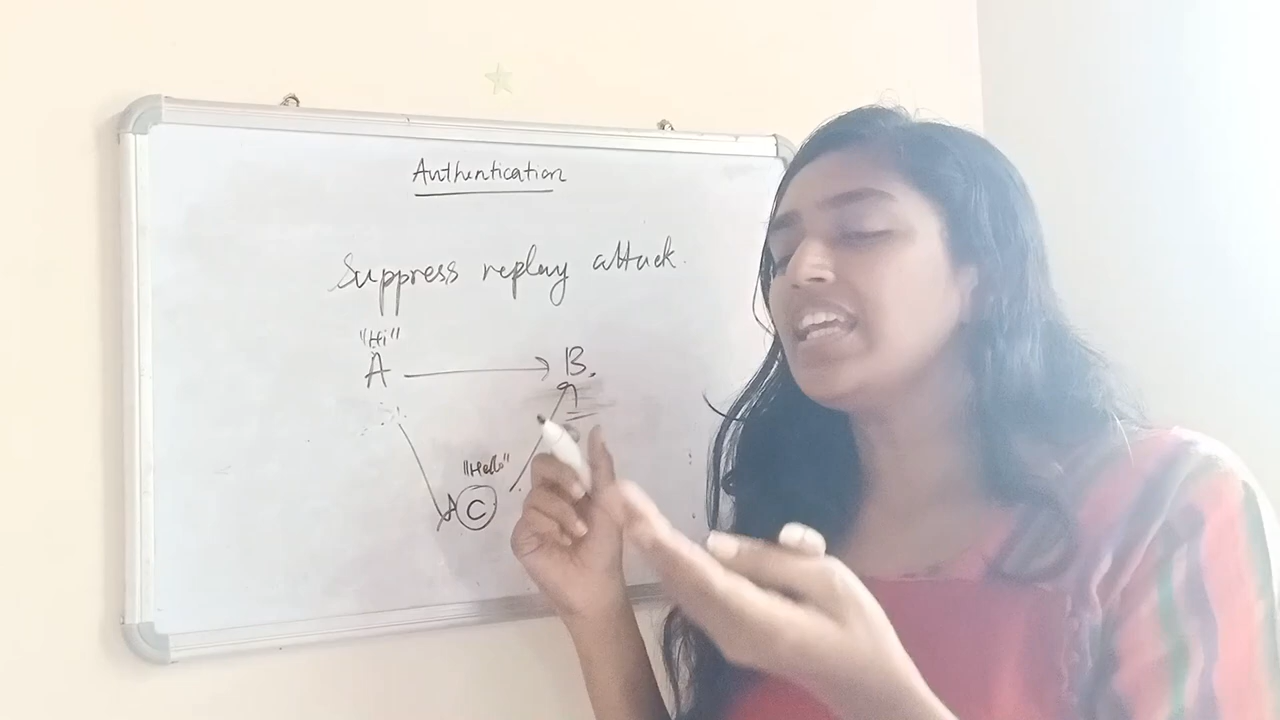 Authentication
Suppress replay attack.
"Hi"
A B.
"Hello"
C